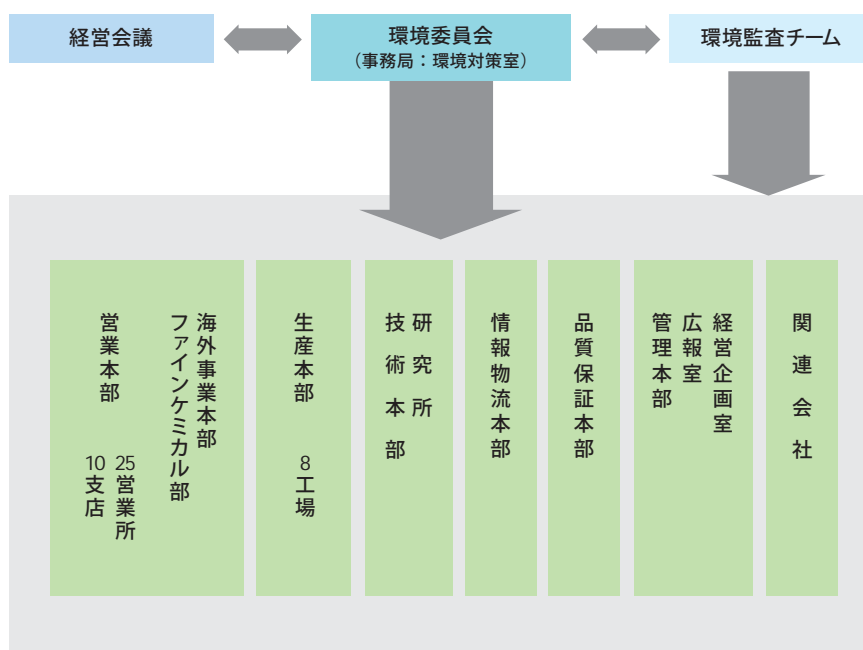 経営会議
環境委員会
（事務局：環境対策室）
環境監査チーム
海外事業本部
ファインケミカル部
営業本部
25営業所
10支店
生産本部
8工場
研究所
技術本部
情報物流本部
品質保証本部
経営企画室
広報室
管理本部
関連会社